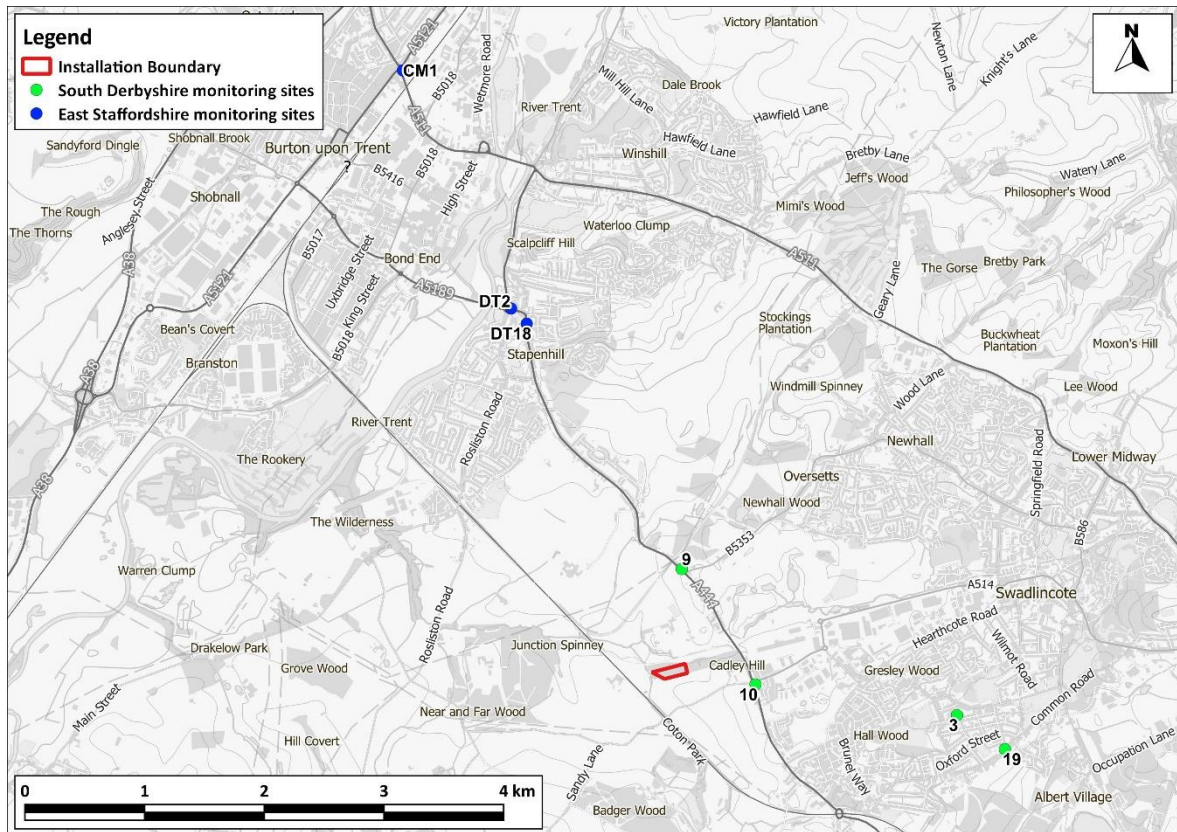 Legend
Installation Boundary
South Derbyshire monitoring sites
East Staffordshire monitoring sites
N
Victory Plantation
Newton Lane
Knight's Lane
A5121
CM1
B5018
Wetmore Road
Mill Hill Lane
Dale Brook
River Trent
Hawfield Lane
Hawfield Lane
Shobnall Brook
Sandyford Dingle
Burton upon Trent
?
A511
B5018
Winshill
Bretby Lane
Watery Lane
B5416
Jeff's Wood
Philosopher's Wood
Shobnall
High Street
Mimi's Wood
The Rough
The Thorns
Anglesey Street
Waterloo Clump
Scalpcliff Hill
A38
B5017
Uxbridge Street
Bond End
A511
The Gorse
Bretby Park
A5121
King Street
A5189
Geary Lane
DT2
Stockings
Plantation
Bean's Covert
B5018
DT18
Stapenhill
Buckwheat
Plantation
Moxon's Hill
Branston
A38
Windmill Spinney
Wood Lane
Lee Wood
River Trent
Rosliston Road
Newhall
Springfield Road
Lower Midway
The Rookery
A38
Oversetts
Newhall Wood
The Wilderness
B5353
B586
9
Warren Clump
A444
A514
Swadlincote
Rosliston Road
Hearthcote Road
Wilmot Road
Drakelow Park
Junction Spinney
Grove Wood
Cadley Hill
Gresley Wood
Common Road
Main Street
10
Near and Far Wood
3
Hill Covert
Coton Park
Hall Wood
Oxford Street
19
Occupation Lane
Brunel Way
Sandy Lane
Albert Village
Badger Wood
0 1 2 3 4 km